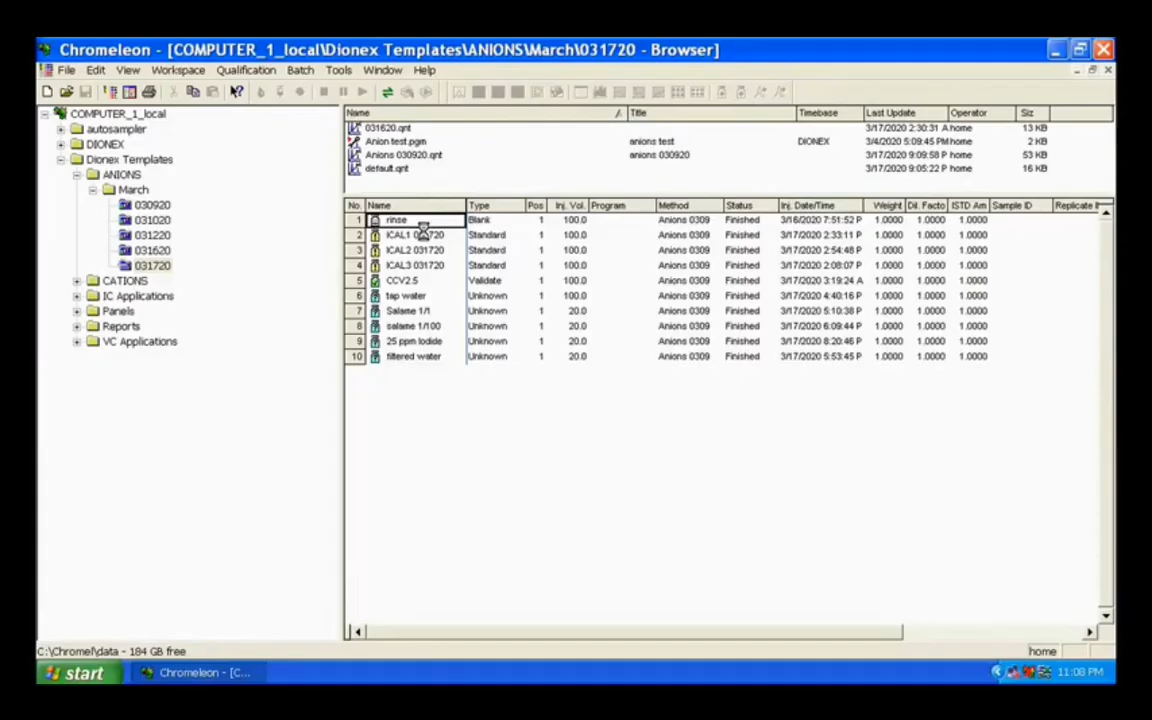 Chromeleon - [COMPUTER_1_local\Dionex Templates\ANIONS\March\031720 - Browser]
File Edit View Workspace Qualification Batch Tools Window Help
COMPUTER_1_local
autosampler
DIONEX
Dionex Templates
ANIONS
March
030920
031020
031220
031620
031720
CATIONS
IC Applications
Panels
Reports
VC Applications
Name Title Timebase Last Update Operator Siz
031620.qnt 3/17/2020 2:30:31 A home 13 KB
Anion test.pgm anions test DIONEX 3/4/2020 5:09:45 PM home 2 KB
Anions 030920.qnt anions 030920 3/17/2020 9:09:58 P home 53 KB
default.qnt 3/17/2020 9:05:22 P home 16 KB
No. Name Type Pos Inj. Vol. Program Method Status Inj. Date/Time Weight Dil. Facto ISTD Am Sample ID Replicate I
1 rinse Blank 1 100.0 Anions 0309 Finished 3/16/2020 7:51:52 P 1.0000 1.0000 1.0000
2 ICAL1 Standard 1 100.0 Anions 0309 Finished 3/17/2020 2:33:11 P 1.0000 1.0000 1.0000
3 ICAL2 031720 Standard 1 100.0 Anions 0309 Finished 3/17/2020 2:54:48 P 1.0000 1.0000 1.0000
4 ICAL3 031720 Standard 1 100.0 Anions 0309 Finished 3/17/2020 2:08:07 P 1.0000 1.0000 1.0000
5 CCV2.5 Validate 1 100.0 Anions 0309 Finished 3/17/2020 3:19:24 A 1.0000 1.0000 1.0000
6 tap water Unknown 1 100.0 Anions 0309 Finished 3/17/2020 4:40:16 P 1.0000 1.0000 1.0000
7 Salame 1/1 Unknown 1 20.0 Anions 0309 Finished 3/17/2020 5:10:38 P 1.0000 1.0000 1.0000
8 salame 1/100 Unknown 1 20.0 Anions 0309 Finished 3/17/2020 6:09:44 P 1.0000 1.0000 1.0000
9 25 ppm Iodide Unknown 1 20.0 Anions 0309 Finished 3/17/2020 8:20:46 P 1.0000 1.0000 1.0000
10 filtered water Unknown 1 20.0 Anions 0309 Finished 3/17/2020 5:53:45 P 1.0000 1.0000 1.0000
C:\Chromel\data - 184 GB free home
start Chromeleon - [C... 11:08 PM